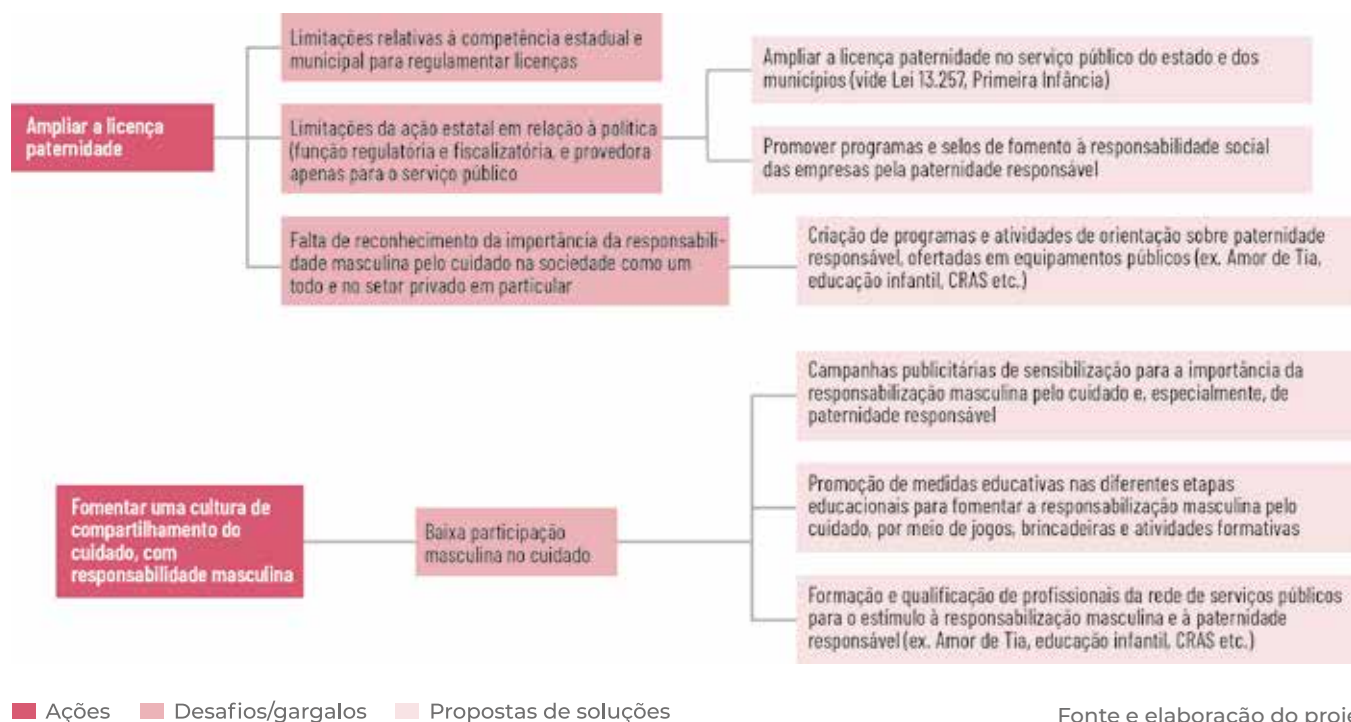 Ampliar a licença
paternidade
Limitações relativas à competência estadual e
municipal para regulamentar licenças
Limitações da ação estatal em relação à política
(função regulatória e fiscalizatória, e provedora
apenas para o serviço público
Ampliar a licença paternidade no serviço público do estado e dos
municípios (vide Lei 13.257, Primeira Infância)
Promover programas e selos de fomento à responsabilidade social
das empresas pela paternidade responsável
Falta de reconhecimento da importância da responsabili-
dade masculina pelo cuidado na sociedade como um
todo e no setor privado em particular
Criação de programas e atividades de orientação sobre paternidade
responsável, ofertadas em equipamentos públicos (ex. Amor de Tia,
educação infantil, CRAS etc.)
Fomentar uma cultura de
compartilhamento do
cuidado, com
responsabilidade masculina
Baixa participação
masculina no cuidado
Campanhas publicitárias de sensibilização para a importância da
responsabilização masculina pelo cuidado e, especialmente, de
paternidade responsável
Promoção de medidas educativas nas diferentes etapas
educacionais para fomentar a responsabilização masculina pelo
cuidado, por meio de jogos, brincadeiras e atividades formativas
Formação e qualificação de profissionais da rede de serviços públicos
para o estímulo à responsabilização masculina e à paternidade
responsável (ex. Amor de Tia, educação infantil, CRAS etc.)
Ações Desafios/gargalos Propostas de soluções
Fonte e elaboração do proje